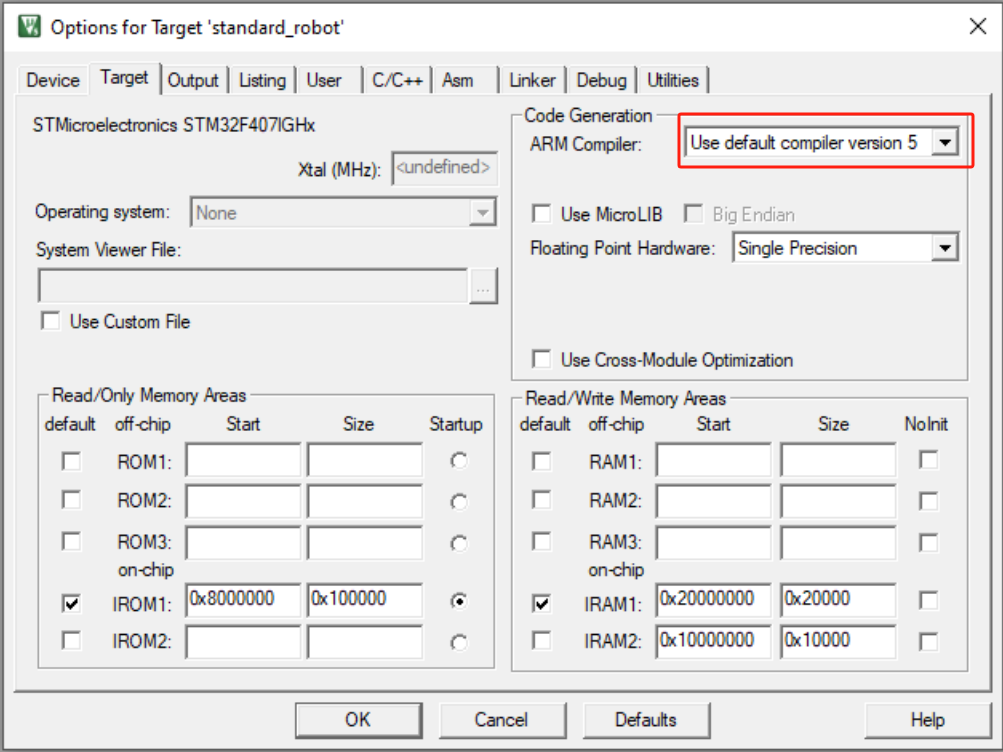 Options for Target 'standard_robot'
Device Target Output Listing User C/C++ Asm Linker Debug Utilities
STMicroelectronics STM32F407IGHx
Xtal (MHz): <undefined>
Operating system: None
System Viewer File:
...
Use Custom File
Code Generation
ARM Compiler: Use default compiler version 5
Use MicroLIB Big Endian
Floating Point Hardware: Single Precision
Use Cross-Module Optimization
Read/Only Memory Areas
default off-chip Start Size Startup
ROM1:
ROM2:
ROM3:
on-chip
IROM1: 0x8000000 0x100000
IROM2:
Read/Write Memory Areas
default off-chip Start Size NoInit
RAM1:
RAM2:
RAM3:
on-chip
IRAM1: 0x20000000 0x20000
IRAM2: 0x10000000 0x10000
OK Cancel Defaults Help